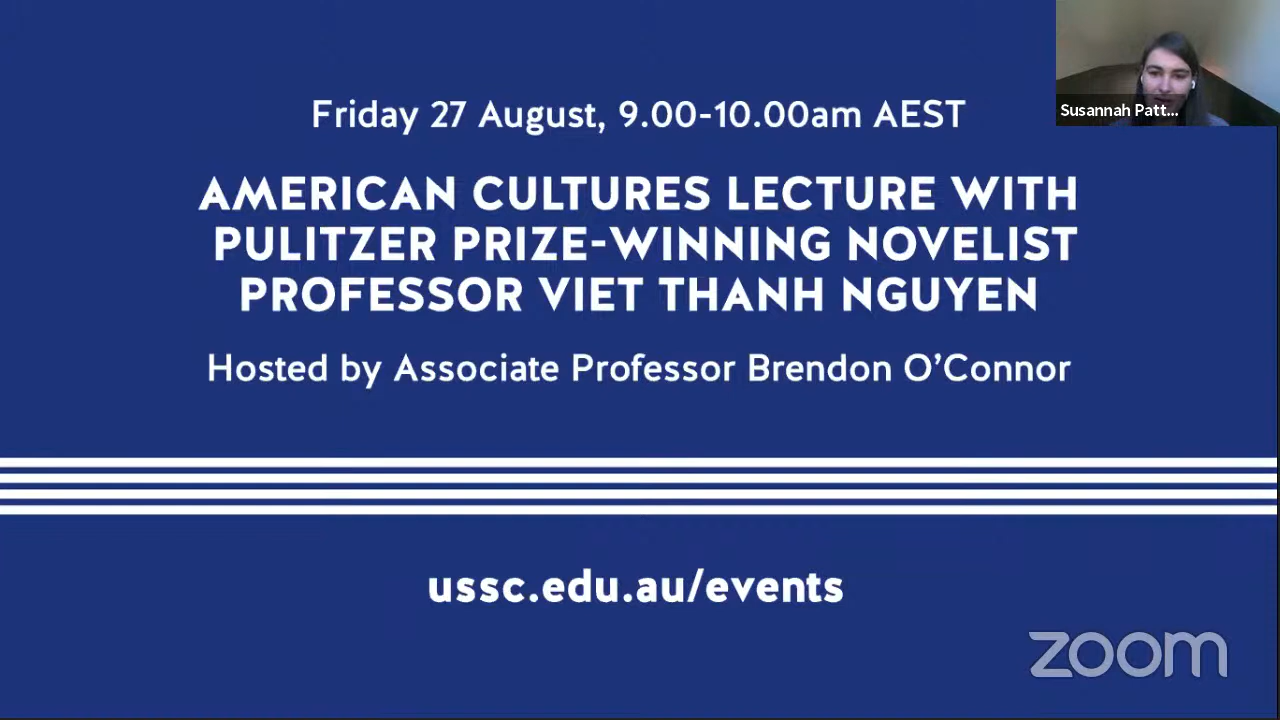 Friday 27 August, 9.00-10.00am AEST
AMERICAN CULTURES LECTURE WITH
PULITZER PRIZE-WINNING NOVELIST
PROFESSOR VIET THANH NGUYEN
Hosted by Associate Professor Brendon O'Connor
ussc.edu.au/events
Susannah Patt...
zoom